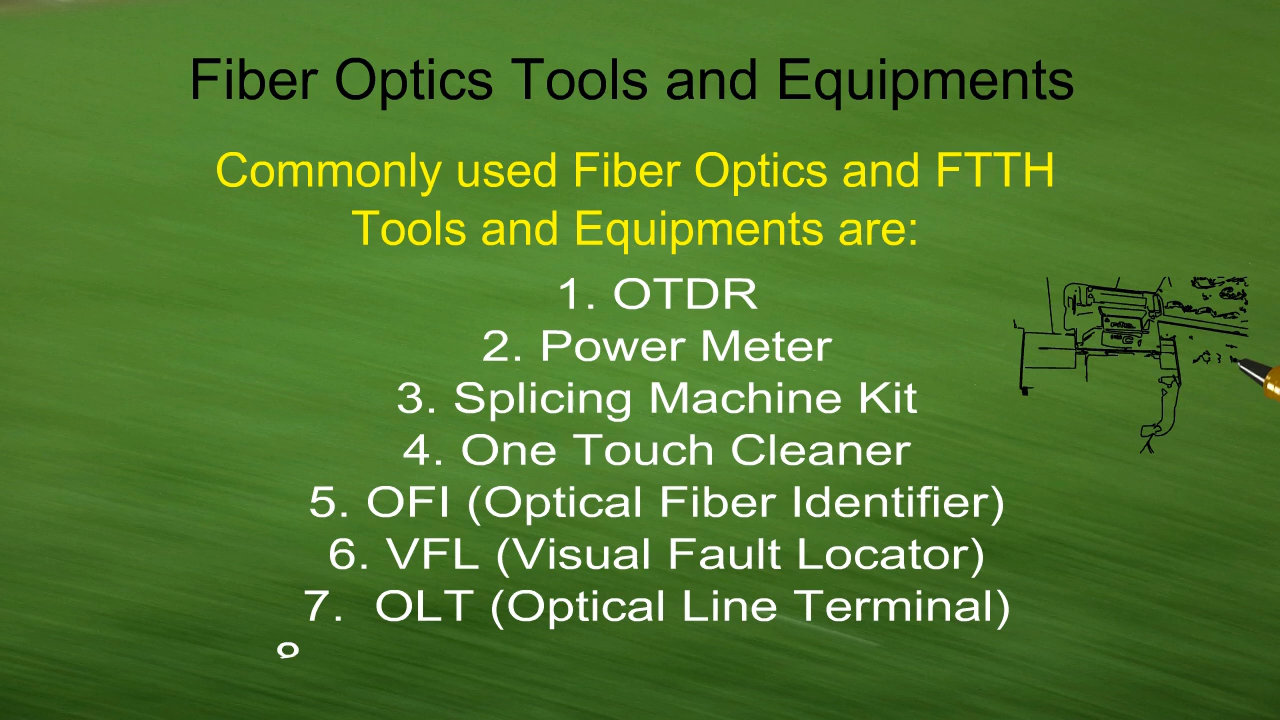 Fiber Optics Tools and Equipments
Commonly used Fiber Optics and FTTH
Tools and Equipments are:
1. OTDR
2. Power Meter
3. Splicing Machine Kit
4. One Touch Cleaner
5. OFI (Optical Fiber Identifier)
6. VFL (Visual Fault Locator)
7. OLT (Optical Line Terminal)